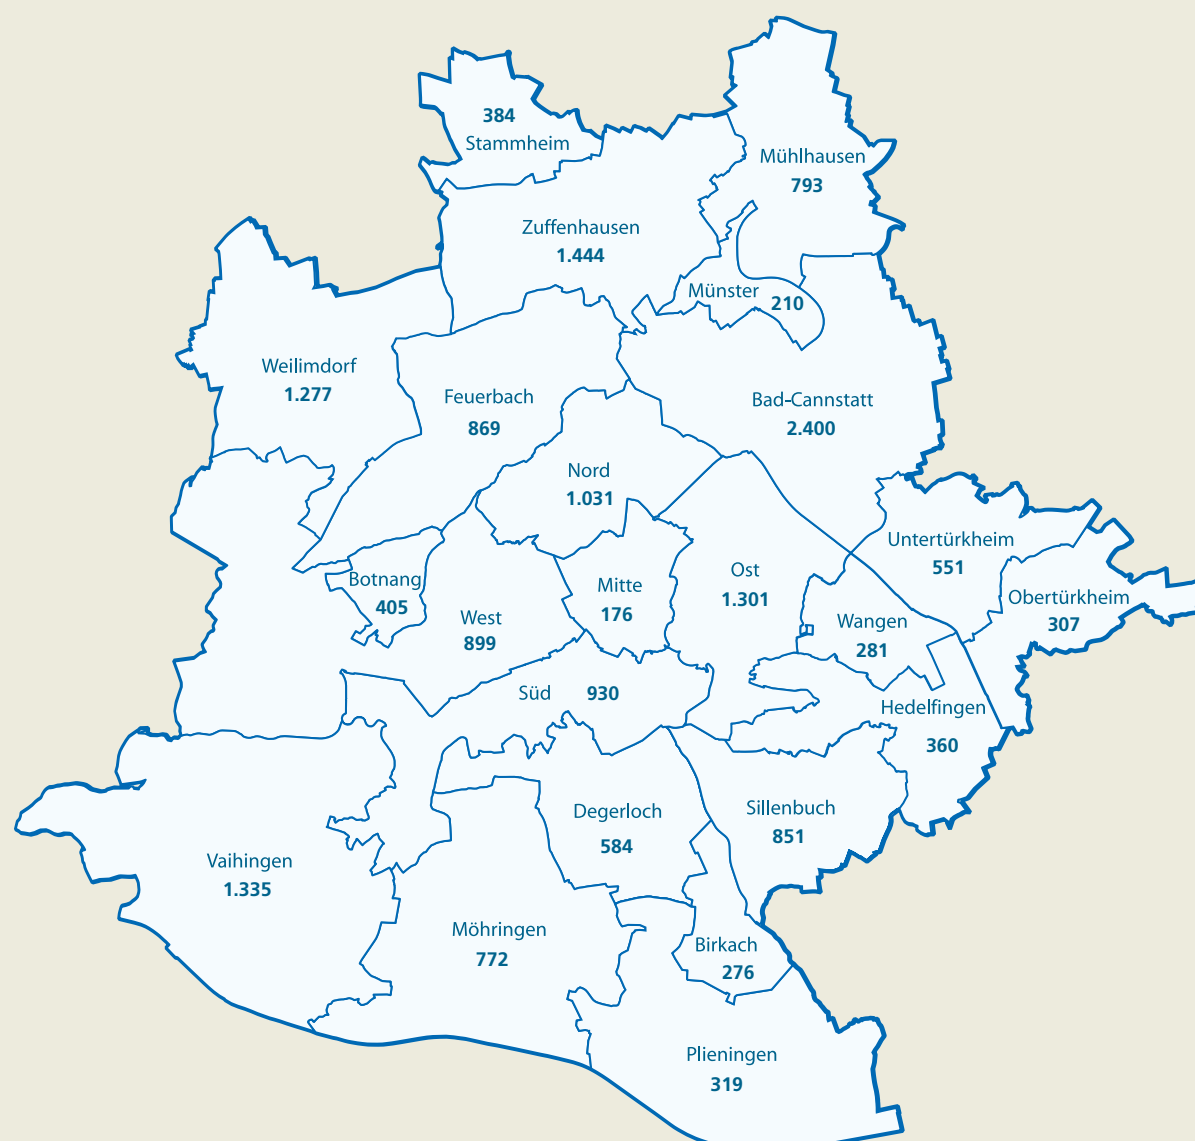 384
Stammheim
Mühlhausen
793
Zuffenhausen
1.444
Münster 210
Weilimdorf
1.277
Feuerbach
869
Bad-Cannstatt
2.400
Nord
1.031
Untertürkheim
551
Botnang
405
West
899
Mitte
176
Ost
1.301
Wangen
281
Obertürkheim
307
Süd 930
Hedelfingen
360
Degerloch
584
Sillenbuch
851
Vaihingen
1.335
Möhringen
772
Birkach
276
Plieningen
319